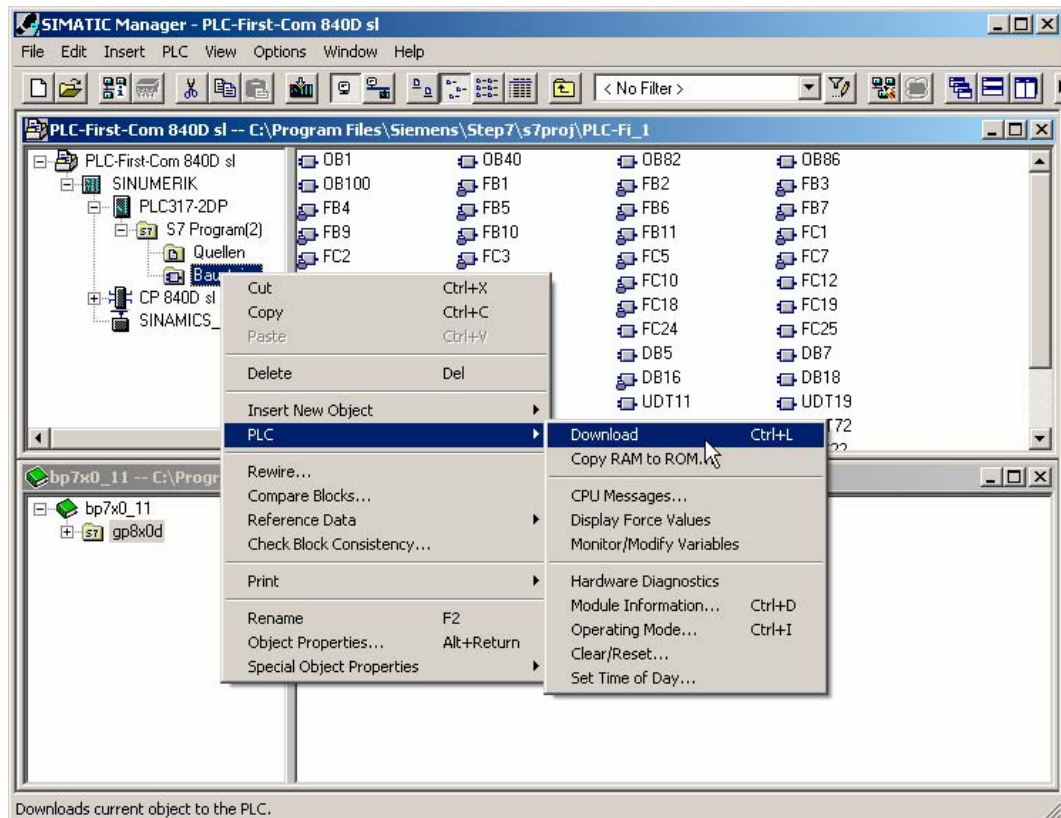 SIMATIC Manager - PLC-First-Com 840D sl
File Edit Insert PLC View Options Window Help
< No Filter >
PLC-First-Com 840D sl -- C:\Program Files\Siemens\Step7\s7proj\PLC-Fi_1
PLC-First-Com 840D sl
SINUMERIK
PLC317-2DP
S7 Program(2)
Quellen
CP 840D sl
SINAMICS_
OB1 OB40 OB82 OB86
OB100 FB1 FB2 FB3
FB4 FB5 FB6 FB7
FB9 FB10 FB11 FC1
FC2 FC3 FC5 FC7
FC10 FC12
FC18 FC19
FC24 FC25
DB5 DB7
DB16 DB18
UDT11 UDT19
72
Cut Ctrl+X
Copy Ctrl+C
Paste Ctrl+V
Delete Del
Insert New Object
PLC
Rewire...
Compare Blocks...
Reference Data
Check Block Consistency...
Print
Rename F2
Object Properties... Alt+Return
Special Object Properties
Download Ctrl+L
Copy RAM to ROM...
CPU Messages...
Display Force Values
Monitor/Modify Variables
Hardware Diagnostics
Module Information... Ctrl+D
Operating Mode... Ctrl+I
Clear/Reset...
Set Time of Day...
bp7x0_11 -- C:\Progr
bp7x0_11
gp8x0d
Downloads current object to the PLC.